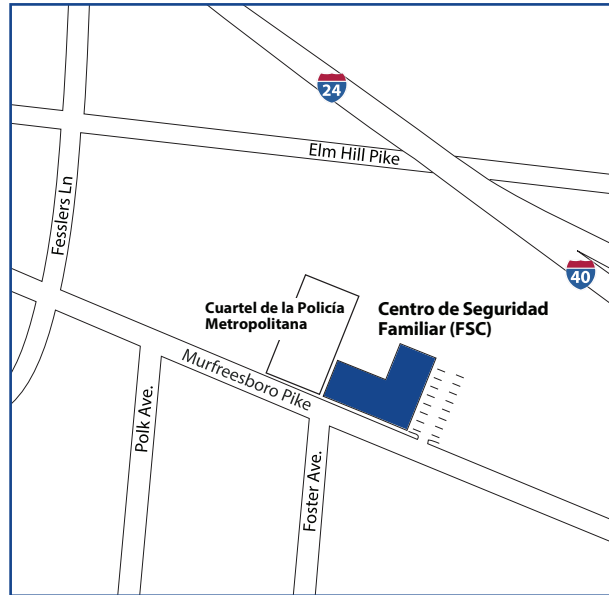 24
Elm Hill Pike
Fesslers Ln
40
Cuartel de la Policía
Metropolitana
Centro de Seguridad
Familiar (FSC)
Murfreesboro Pike
Polk Ave.
Foster Ave.